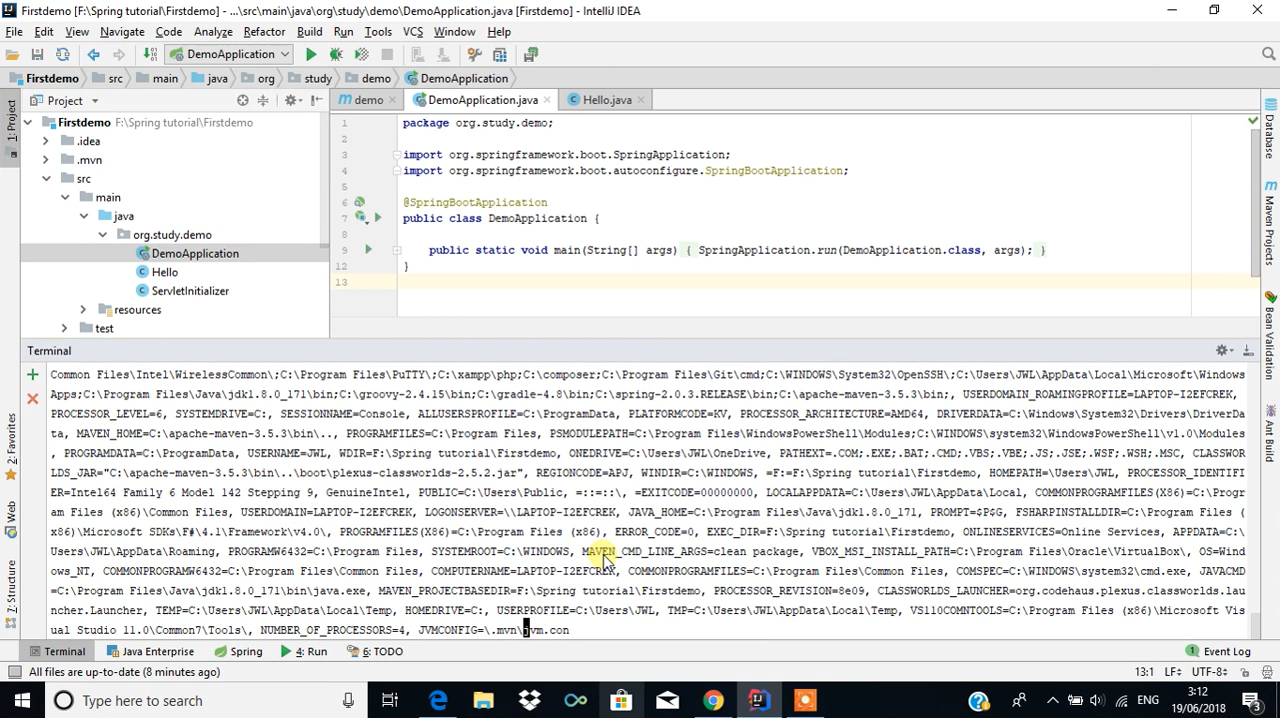 Firstdemo [F:\Spring tutorial\Firstdemo] - ...\src\main\java\org\study\demo\DemoApplication.java [Firstdemo] - IntelliJ IDEA
File Edit View Navigate Code Analyze Refactor Build Run Tools VCS Window Help
DemoApplication
Firstdemo src main java org study demo DemoApplication
Project
demo DemoApplication.java Hello.java
Firstdemo F:\Spring tutorial\Firstdemo
.idea
.mvn
src
main
java
org.study.demo
DemoApplication
Hello
ServletInitializer
resources
test
1 package org.study.demo;
2
3 import org.springframework.boot.SpringApplication;
4 import org.springframework.boot.autoconfigure.SpringBootApplication;
5
6 @SpringBootApplication
7 public class DemoApplication {
8
9 public static void main(String[] args) { SpringApplication.run(DemoApplication.class, args); }
12 }
13
1: Project
2: Favorites
Web
7: Structure
Database
Maven Projects
Bean Validation
Ant Build
Terminal
Common Files\Intel\WirelessCommon\;C:\Program Files\PuTTY\;C:\xampp\php;C:\composer;C:\Program Files\Git\cmd;C:\WINDOWS\System32\OpenSSH\;C:\Users\JWL\AppData\Local\Microsoft\Windows
Apps;C:\Program Files\Java\jdk1.8.0_171\bin;C:\groovy-2.4.15\bin;C:\gradle-4.8\bin;C:\spring-2.0.3.RELEASE\bin;C:\apache-maven-3.5.3\bin;, USERDOMAIN_ROAMINGPROFILE=LAPTOP-I2EFCREK,
PROCESSOR_LEVEL=6, SYSTEMDRIVE=C:, SESSIONNAME=Console, ALLUSERSPROFILE=C:\ProgramData, PLATFORMCODE=KV, PROCESSOR_ARCHITECTURE=AMD64, DRIVERDATA=C:\Windows\System32\Drivers\DriverDa
ta, MAVEN_HOME=C:\apache-maven-3.5.3\bin\.., PROGRAMFILES=C:\Program Files, PSMODULEPATH=C:\Program Files\WindowsPowerShell\Modules;C:\WINDOWS\system32\WindowsPowerShell\v1.0\Modules
, PROGRAMDATA=C:\ProgramData, USERNAME=JWL, WDIR=F:\Spring tutorial\Firstdemo, ONEDRIVE=C:\Users\JWL\OneDrive, PATHEXT=.COM;.EXE;.BAT;.CMD;.VBS;.VBE;.JS;.JSE;.WSF;.WSH;.MSC, CLASSWOR
LDS_JAR="C:\apache-maven-3.5.3\bin\..\boot\plexus-classworlds-2.5.2.jar", REGIONCODE=APJ, WINDIR=C:\WINDOWS, =F:=F:\Spring tutorial\Firstdemo, HOMEPATH=\Users\JWL, PROCESSOR_IDENTIFI
ER=Intel64 Family 6 Model 142 Stepping 9, GenuineIntel, PUBLIC=C:\Users\Public, =::=::\, =EXITCODE=00000000, LOCALAPPDATA=C:\Users\JWL\AppData\Local, COMMONPROGRAMFILES(X86)=C:\Progr
am Files (x86)\Common Files, USERDOMAIN=LAPTOP-I2EFCREK, LOGONSERVER=\\LAPTOP-I2EFCREK, JAVA_HOME=C:\Program Files\Java\jdk1.8.0_171, PROMPT=$P$G, FSHARPINSTALLDIR=C:\Program Files (
x86)\Microsoft SDKs\F#\4.1\Framework\v4.0\, PROGRAMFILES(X86)=C:\Program Files (x86), ERROR_CODE=0, EXEC_DIR=F:\Spring tutorial\Firstdemo, ONLINESERVICES=Online Services, APPDATA=C:\
Users\JWL\AppData\Roaming, PROGRAMW6432=C:\Program Files, SYSTEMROOT=C:\WINDOWS, MAVEN_CMD_LINE_ARGS=clean package, VBOX_MSI_INSTALL_PATH=C:\Program Files\Oracle\VirtualBox\, OS=Wind
ows_NT, COMMONPROGRAMW6432=C:\Program Files\Common Files, COMPUTERNAME=LAPTOP-I2EFCREK, COMMONPROGRAMFILES=C:\Program Files\Common Files, COMSPEC=C:\WINDOWS\system32\cmd.exe, JAVACMD
=C:\Program Files\Java\jdk1.8.0_171\bin\java.exe, MAVEN_PROJECTBASEDIR=F:\Spring tutorial\Firstdemo, PROCESSOR_REVISION=8e09, CLASSWORLDS_LAUNCHER=org.codehaus.plexus.classworlds.lau
ncher.Launcher, TEMP=C:\Users\JWL\AppData\Local\Temp, HOMEDRIVE=C:, USERPROFILE=C:\Users\JWL, TMP=C:\Users\JWL\AppData\Local\Temp, VS110COMNTOOLS=C:\Program Files (x86)\Microsoft Vis
ual Studio 11.0\Common7\Tools\, NUMBER_OF_PROCESSORS=4, JVMCONFIG=\.mvn\jvm.con
Terminal Java Enterprise Spring 4: Run 6: TODO 1 Event Log
All files are up-to-date (8 minutes ago) 13:1 LF÷ UTF-8÷
Type here to search
ENG
3:12
19/06/2018
3